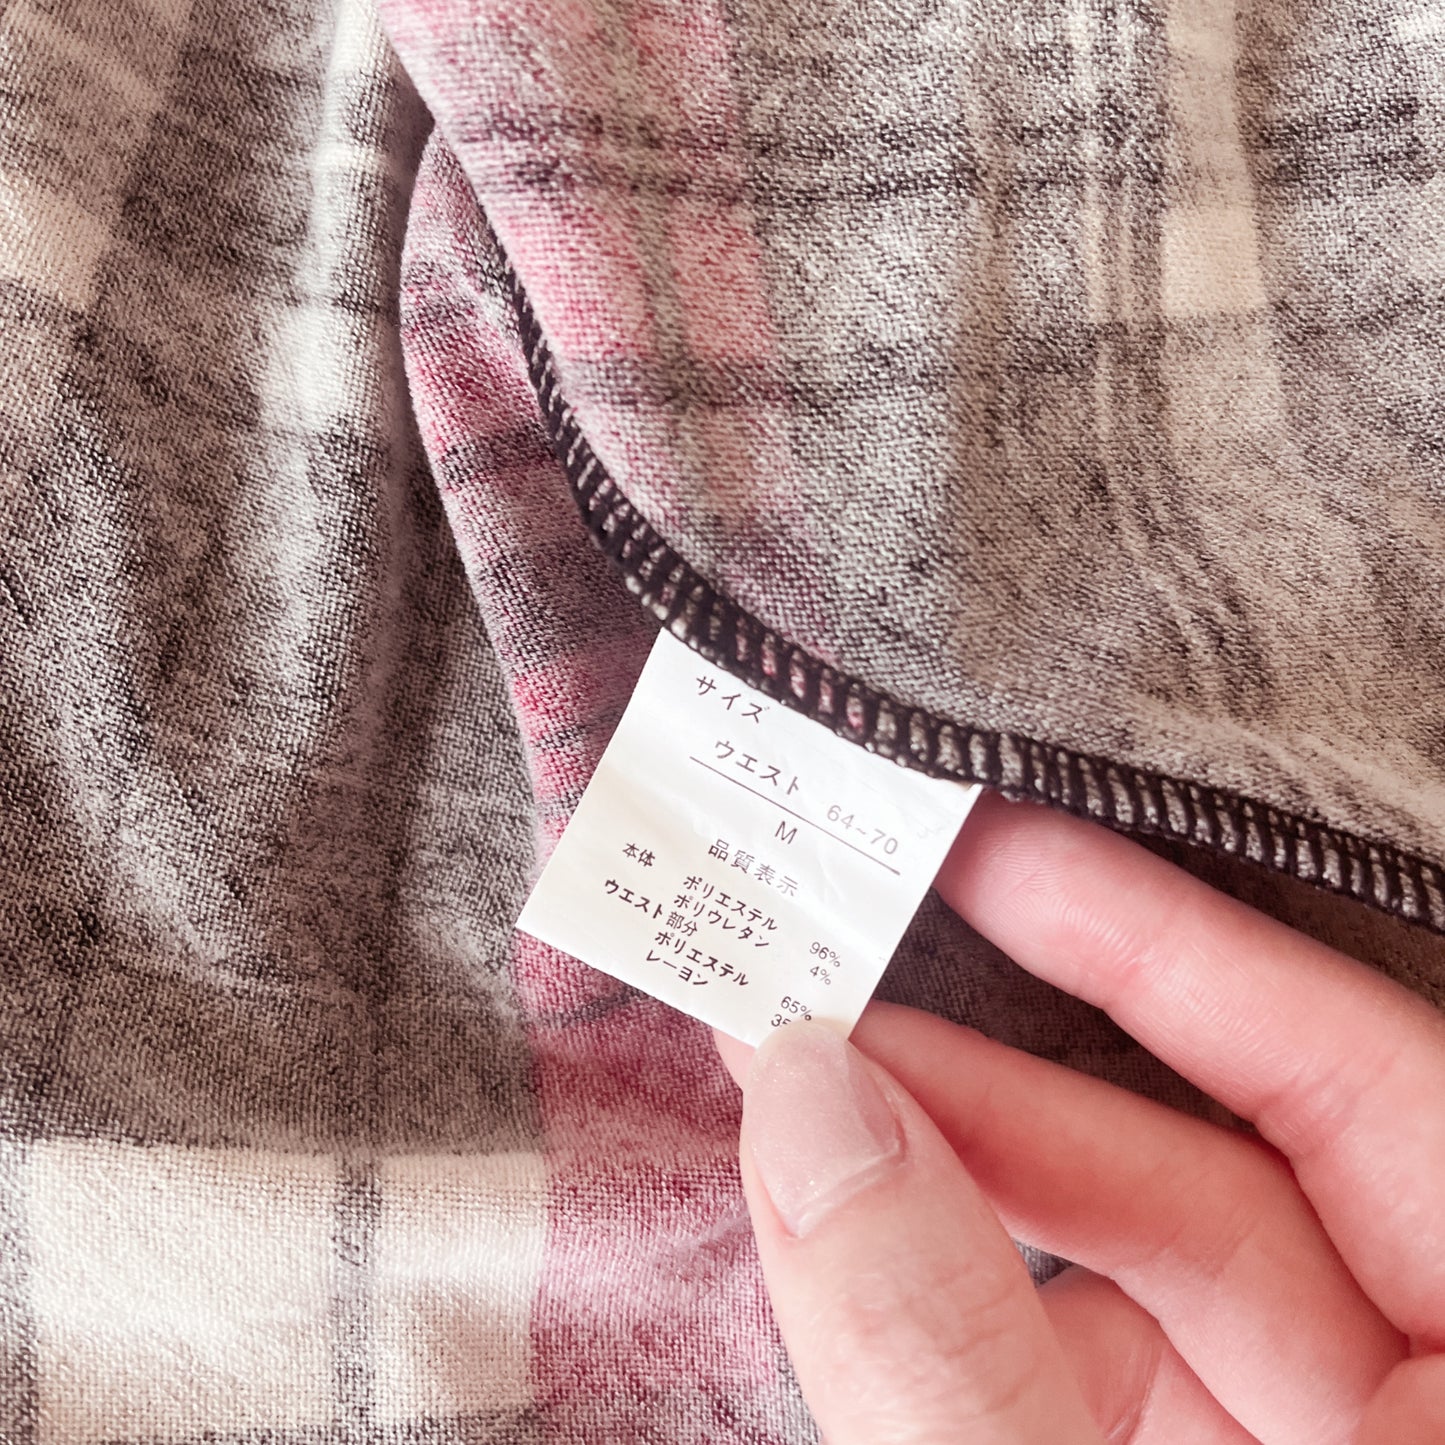 サイズ
ウエスト 64~70
M
品質表示
本体
ポリエステル 96%
ポリウレタン 4%
ウエスト部分
ポリエステル 65%
レーヨン